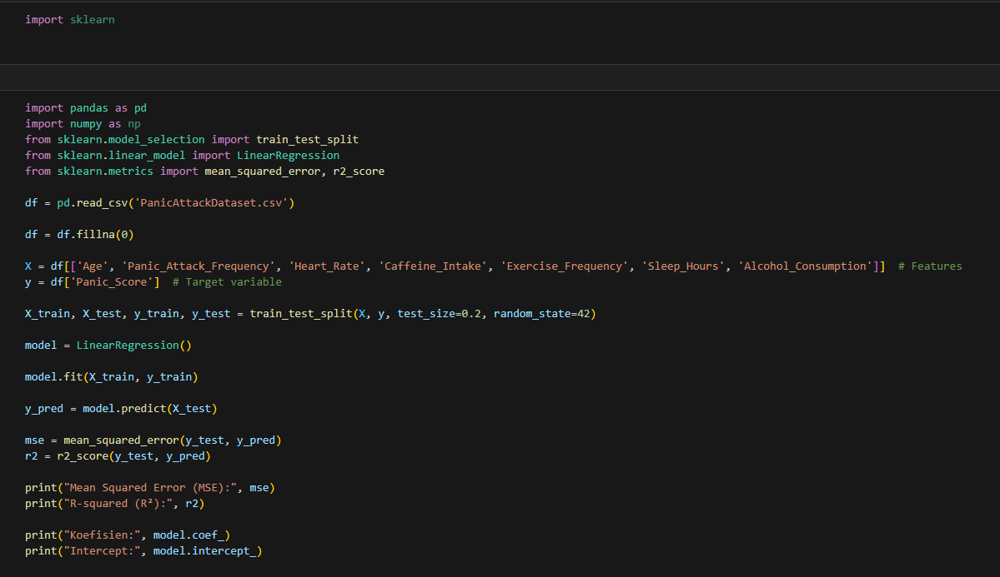 import sklearn
import pandas as pd
import numpy as np
from sklearn.model_selection import train_test_split
from sklearn.linear_model import LinearRegression
from sklearn.metrics import mean_squared_error, r2_score
df = pd.read_csv('PanicAttackDataset.csv')
df = df.fillna(0)
X = df[['Age', 'Panic_Attack_Frequency', 'Heart_Rate', 'Caffeine_Intake', 'Exercise_Frequency', 'Sleep_Hours', 'Alcohol_Consumption']]  # Features
y = df['Panic_Score']  # Target variable
X_train, X_test, y_train, y_test = train_test_split(X, y, test_size=0.2, random_state=42)
model = LinearRegression()
model.fit(X_train, y_train)
y_pred = model.predict(X_test)
mse = mean_squared_error(y_test, y_pred)
r2 = r2_score(y_test, y_pred)
print("Mean Squared Error (MSE):", mse)
print("R-squared (R²):", r2)
print("Koefisien:", model.coef_)
print("Intercept:", model.intercept_)